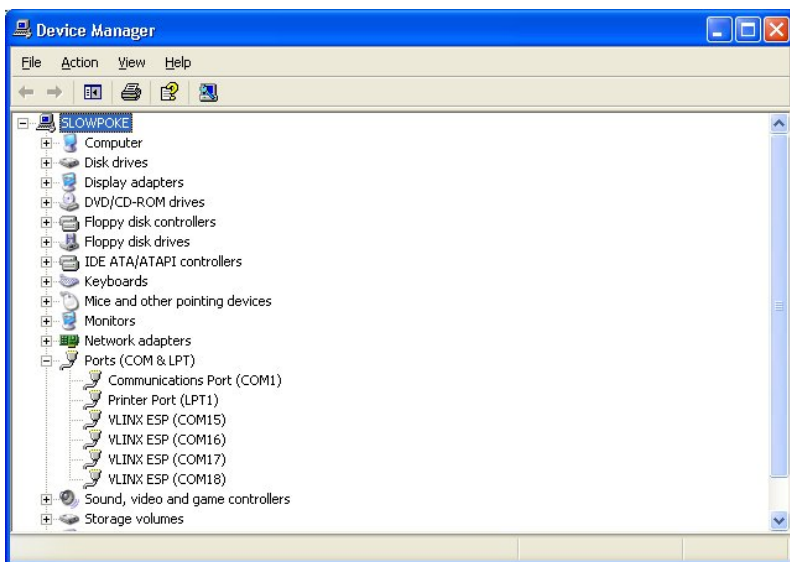 Device Manager
File Action View Help
SLOWPOKE
Computer
Disk drives
Display adapters
DVD/CD-ROM drives
Floppy disk controllers
Floppy disk drives
IDE ATA/ATAPI controllers
Keyboards
Mice and other pointing devices
Monitors
Network adapters
Ports (COM & LPT)
Communications Port (COM1)
Printer Port (LPT1)
VLINX ESP (COM15)
VLINX ESP (COM16)
VLINX ESP (COM17)
VLINX ESP (COM18)
Sound, video and game controllers
Storage volumes